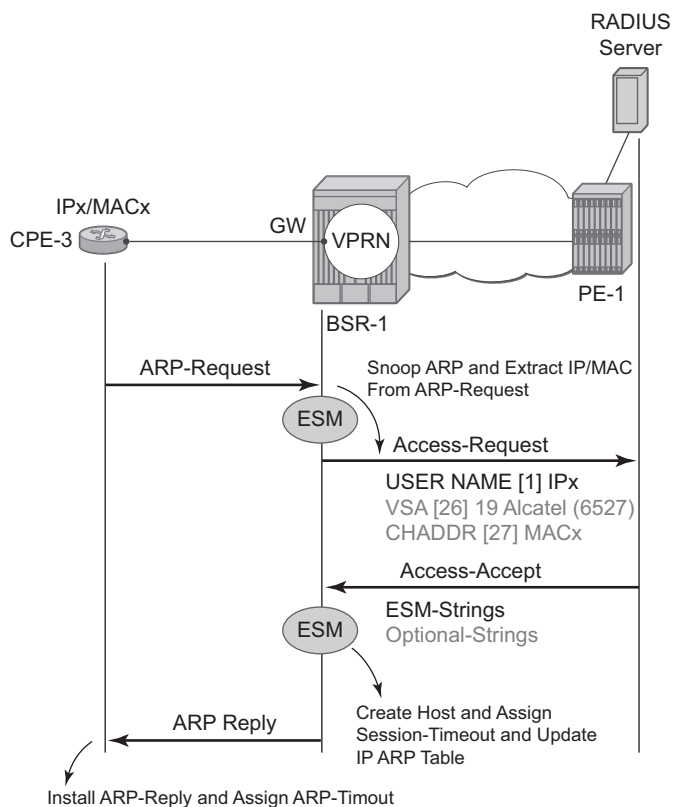 RADIUS
Server
IPx/MACx
CPE-3
GW
VPRN
PE-1
BSR-1
ARP-Request
Snoop ARP and Extract IP/MAC
From ARP-Request
ESM
Access-Request
USER NAME [1] IPx
VSA [26] 19 Alcatel (6527)
CHADDR [27] MACx
Access-Accept
ESM-Strings
Optional-Strings
ESM
ARP Reply
Create Host and Assign
Session-Timeout and Update
IP ARP Table
Install ARP-Reply and Assign ARP-Timout